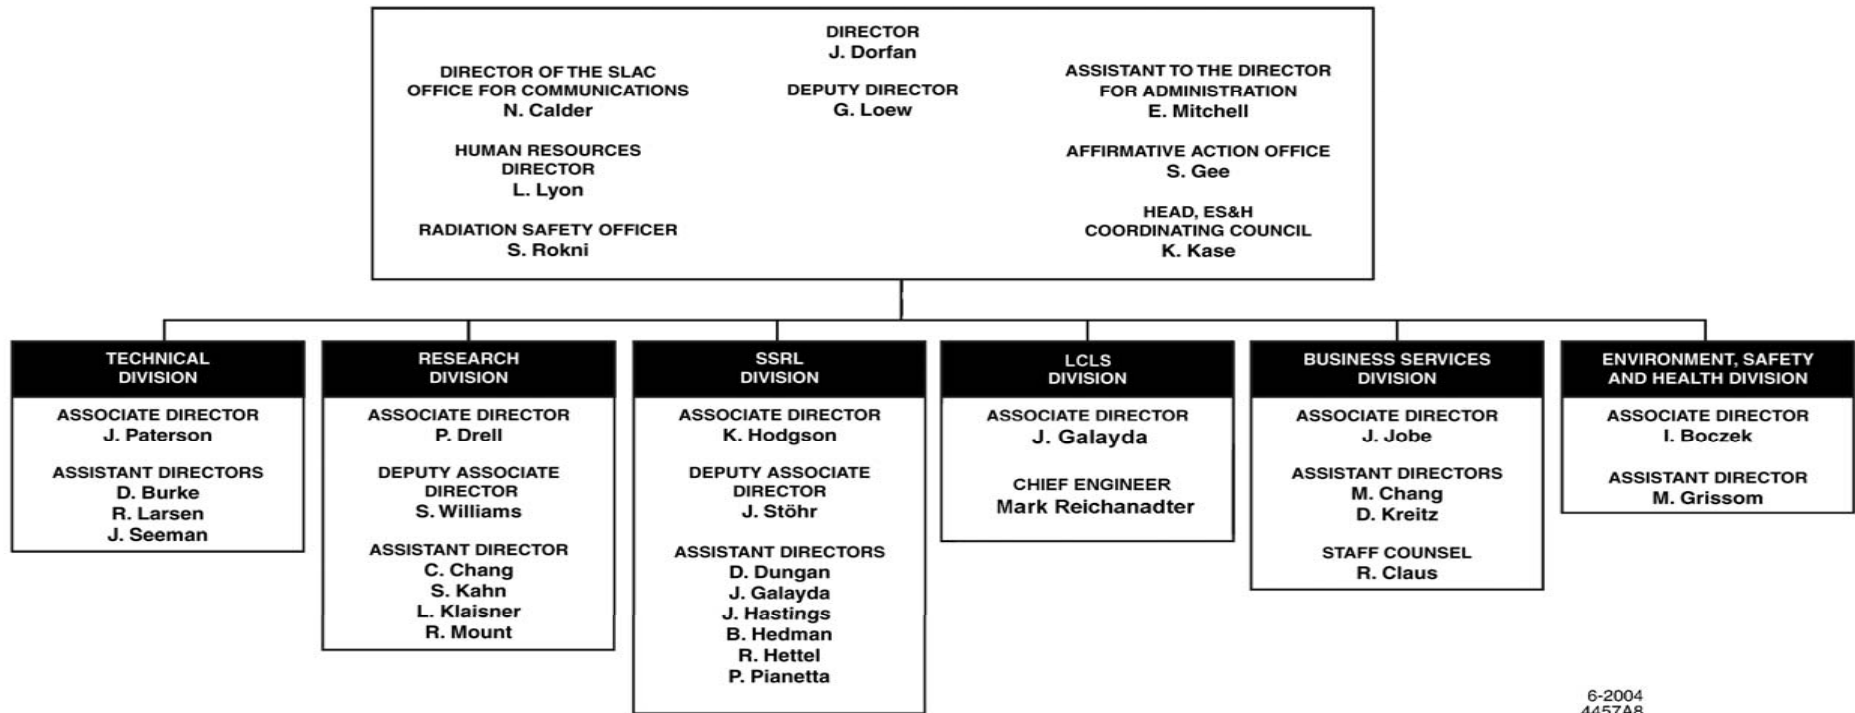 DIRECTOR
J. Dorfan
DIRECTOR OF THE SLAC
OFFICE FOR COMMUNICATIONS
N. Calder
HUMAN RESOURCES
DIRECTOR
L. Lyon
RADIATION SAFETY OFFICER
S. Rokni
DEPUTY DIRECTOR
G. Loew
ASSISTANT TO THE DIRECTOR
FOR ADMINISTRATION
E. Mitchell
AFFIRMATIVE ACTION OFFICE
S. Gee
HEAD, ES&H
COORDINATING COUNCIL
K. Kase
TECHNICAL
DIVISION
ASSOCIATE DIRECTOR
J. Paterson
ASSISTANT DIRECTORS
D. Burke
R. Larsen
J. Seeman
RESEARCH
DIVISION
ASSOCIATE DIRECTOR
P. Drell
DEPUTY ASSOCIATE
DIRECTOR
S. Williams
ASSISTANT DIRECTOR
C. Chang
S. Kahn
L. Klaisner
R. Mount
SSRL
DIVISION
ASSOCIATE DIRECTOR
K. Hodgson
DEPUTY ASSOCIATE
DIRECTOR
J. Stöhr
ASSISTANT DIRECTORS
D. Dungan
J. Galayda
J. Hastings
B. Hedman
R. Hettel
P. Pianetta
LCLS
DIVISION
ASSOCIATE DIRECTOR
J. Galayda
CHIEF ENGINEER
Mark Reichanadter
BUSINESS SERVICES
DIVISION
ASSOCIATE DIRECTOR
J. Jobe
ASSISTANT DIRECTORS
M. Chang
D. Kreitz
STAFF COUNSEL
R. Claus
ENVIRONMENT, SAFETY
AND HEALTH DIVISION
ASSOCIATE DIRECTOR
I. Boczek
ASSISTANT DIRECTOR
M. Grissom
6-2004
4457A8